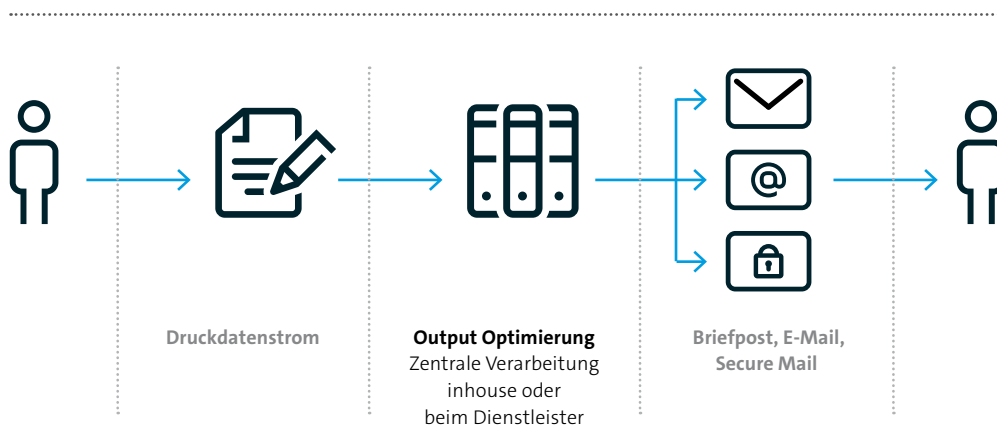 Druckdatenstrom
Output Optimierung
Zentrale Verarbeitung
inhouse oder
beim Dienstleister
Briefpost, E-Mail,
Secure Mail